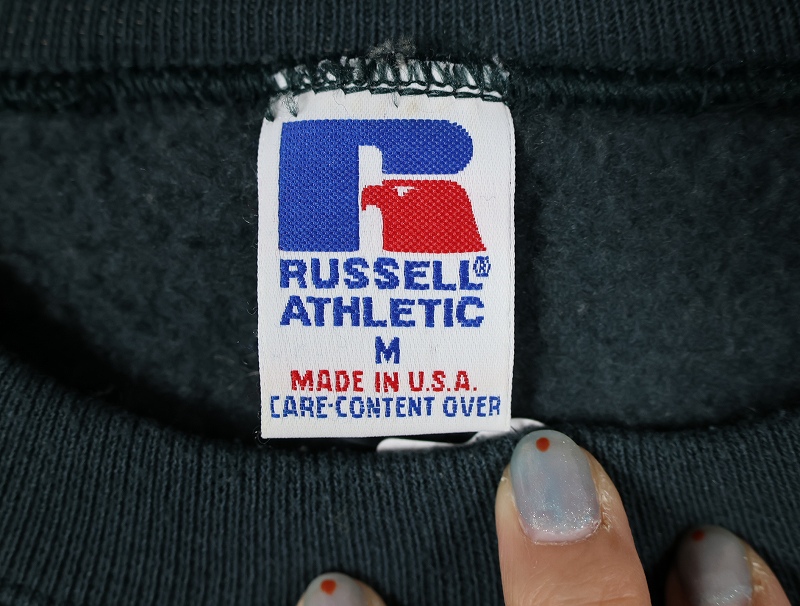 RUSSELL®
ATHLETIC
M
MADE IN U.S.A.
CARE-CONTENT OVER